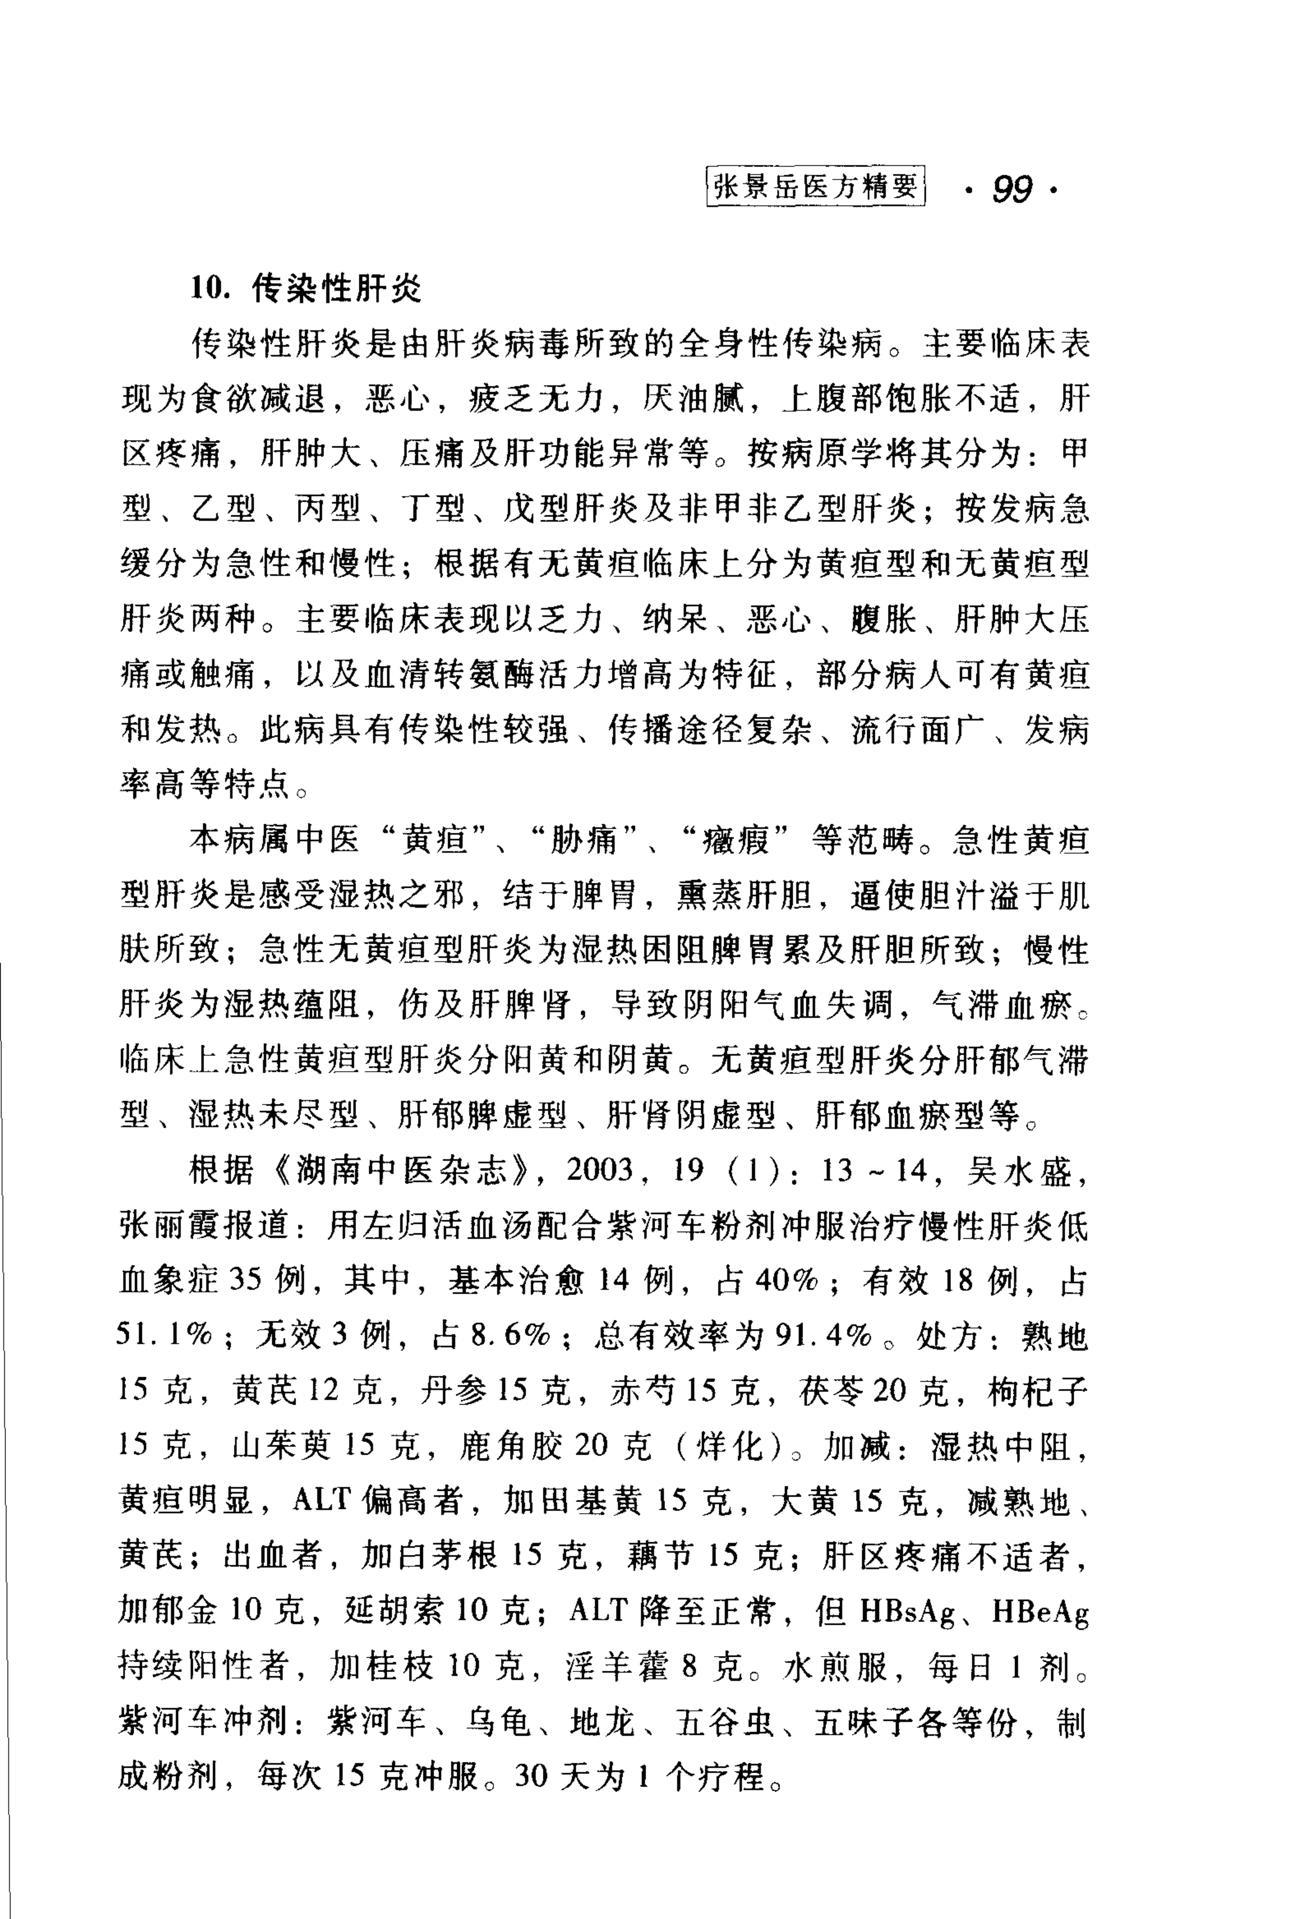 张景岳医方精要 · 99 ·
10. 传染性肝炎
传染性肝炎是由肝炎病毒所致的全身性传染病。主要临床表
现为食欲减退，恶心，疲乏无力，厌油腻，上腹部饱胀不适，肝
区疼痛，肝肿大、压痛及肝功能异常等。按病原学将其分为：甲
型、乙型、丙型、丁型、戊型肝炎及非甲非乙型肝炎；按发病急
缓分为急性和慢性；根据有无黄疸临床上分为黄疸型和无黄疸型
肝炎两种。主要临床表现以乏力、纳呆、恶心、腹胀、肝肿大压
痛或触痛，以及血清转氨酶活力增高为特征，部分病人可有黄疸
和发热。此病具有传染性较强、传播途径复杂、流行面广、发病
率高等特点。
本病属中医“黄疸”、“胁痛”、“癥瘕”等范畴。急性黄疸
型肝炎是感受湿热之邪，结于脾胃，熏蒸肝胆，逼使胆汁溢于肌
肤所致；急性无黄疸型肝炎为湿热困阻脾胃累及肝胆所致；慢性
肝炎为湿热蕴阻，伤及肝脾肾，导致阴阳气血失调，气滞血瘀。
临床上急性黄疸型肝炎分阳黄和阴黄。无黄疸型肝炎分肝郁气滞
型、湿热未尽型、肝郁脾虚型、肝肾阴虚型、肝郁血瘀型等。
根据《湖南中医杂志》，2003，19（1）：13～14，吴水盛，
张丽霞报道：用左归活血汤配合紫河车粉剂冲服治疗慢性肝炎低
血象症 35 例，其中，基本治愈 14 例，占 40%；有效 18 例，占
51.1%；无效 3 例，占 8.6%；总有效率为 91.4%。处方：熟地
15 克，黄芪 12 克，丹参 15 克，赤芍 15 克，茯苓 20 克，枸杞子
15 克，山茱萸 15 克，鹿角胶 20 克（烊化）。加减：湿热中阻，
黄疸明显，ALT 偏高者，加田基黄 15 克，大黄 15 克，减熟地、
黄芪；出血者，加白茅根 15 克，藕节 15 克；肝区疼痛不适者，
加郁金 10 克，延胡索 10 克；ALT 降至正常，但 HBsAg、HBeAg
持续阳性者，加桂枝 10 克，淫羊藿 8 克。水煎服，每日 1 剂。
紫河车冲剂：紫河车、乌龟、地龙、五谷虫、五味子各等份，制
成粉剂，每次 15 克冲服。30 天为 1 个疗程。